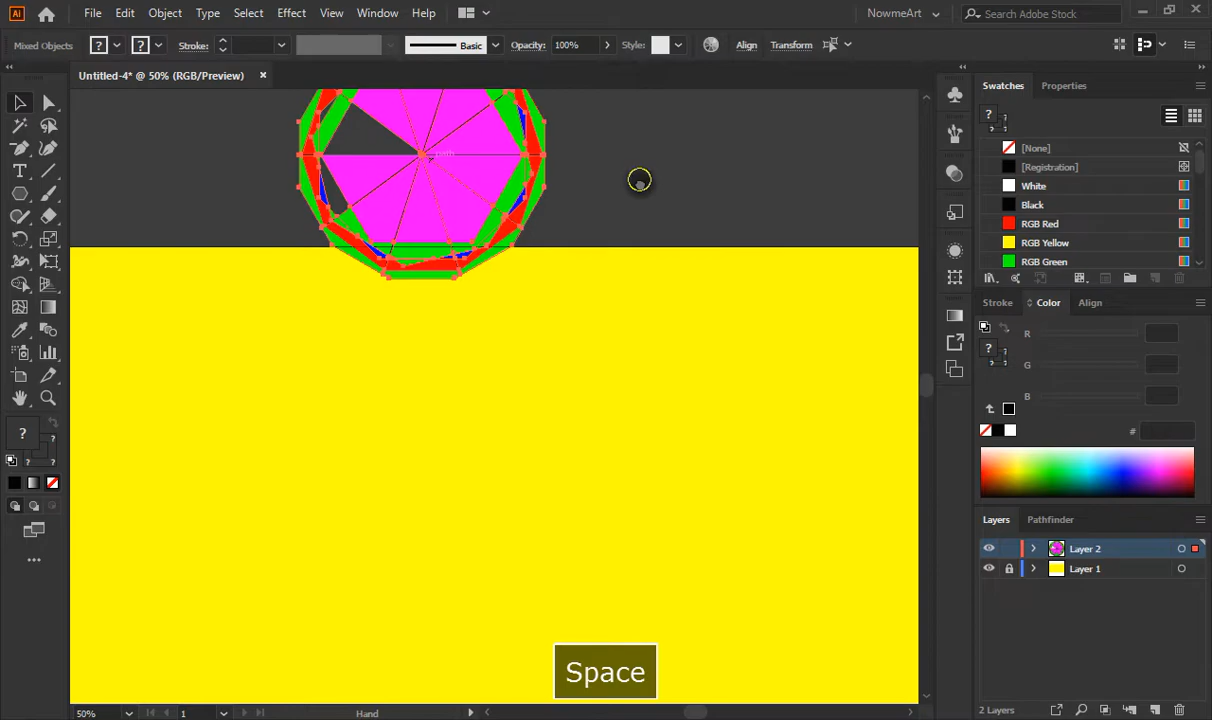 Ai File Edit Object Type Select Effect View Window Help NowmeArt Search Adobe Stock
Mixed Objects ? ? Stroke: Basic Opacity: 100% Style: Align Transform
Untitled-4* @ 50% (RGB/Preview)
Swatches Properties
?
[None]
[Registration]
White
Black
RGB Red
RGB Yellow
RGB Green
Stroke Color Align
R
? G
B
#
path
?
?
?
Layers Pathfinder
Layer 2
Layer 1
Space
50% 1 Hand 2 Layers